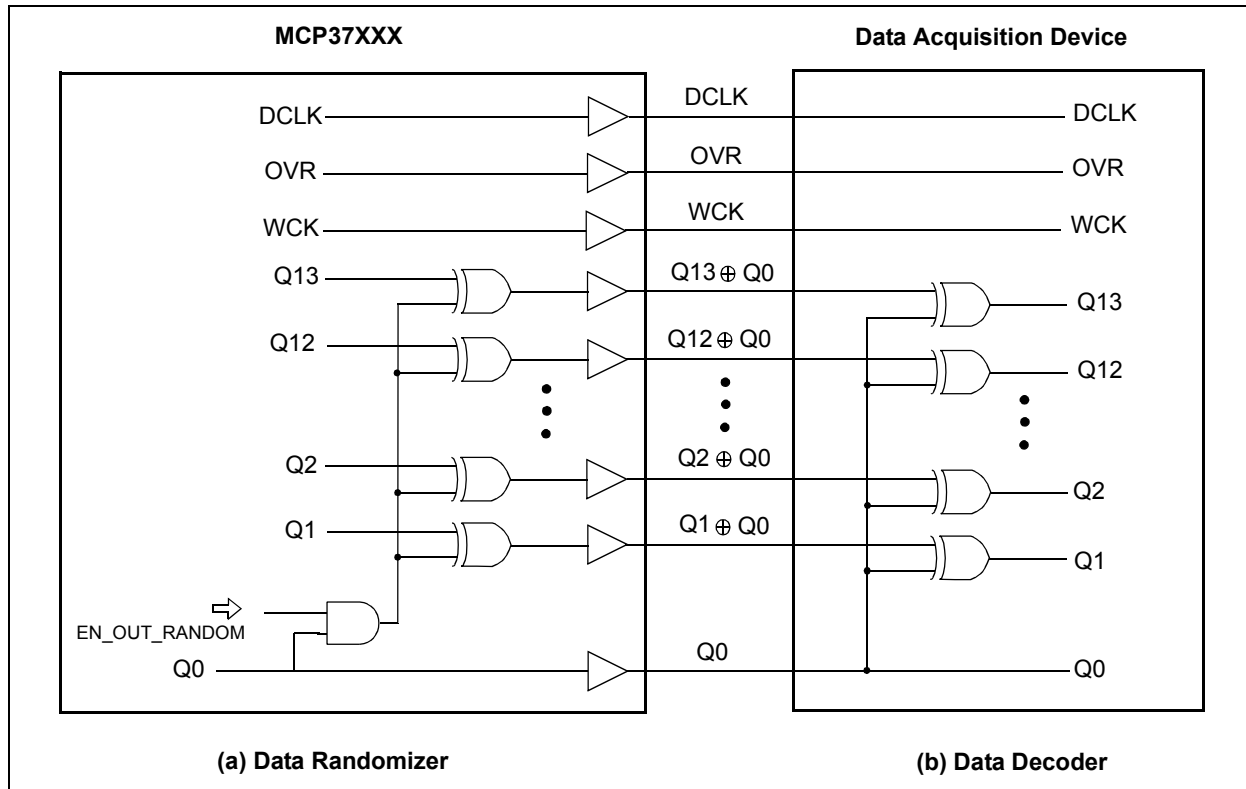 MCP37XXX Data Acquisition Device
DCLK DCLK DCLK
OVR OVR OVR
WCK WCK WCK
Q13 Q13 ⊕ Q0 Q13
Q12 Q12 ⊕ Q0 Q12
Q2 Q2 ⊕ Q0 Q2
Q1 Q1 ⊕ Q0 Q1
EN_OUT_RANDOM
Q0 Q0 Q0
(a) Data Randomizer (b) Data Decoder